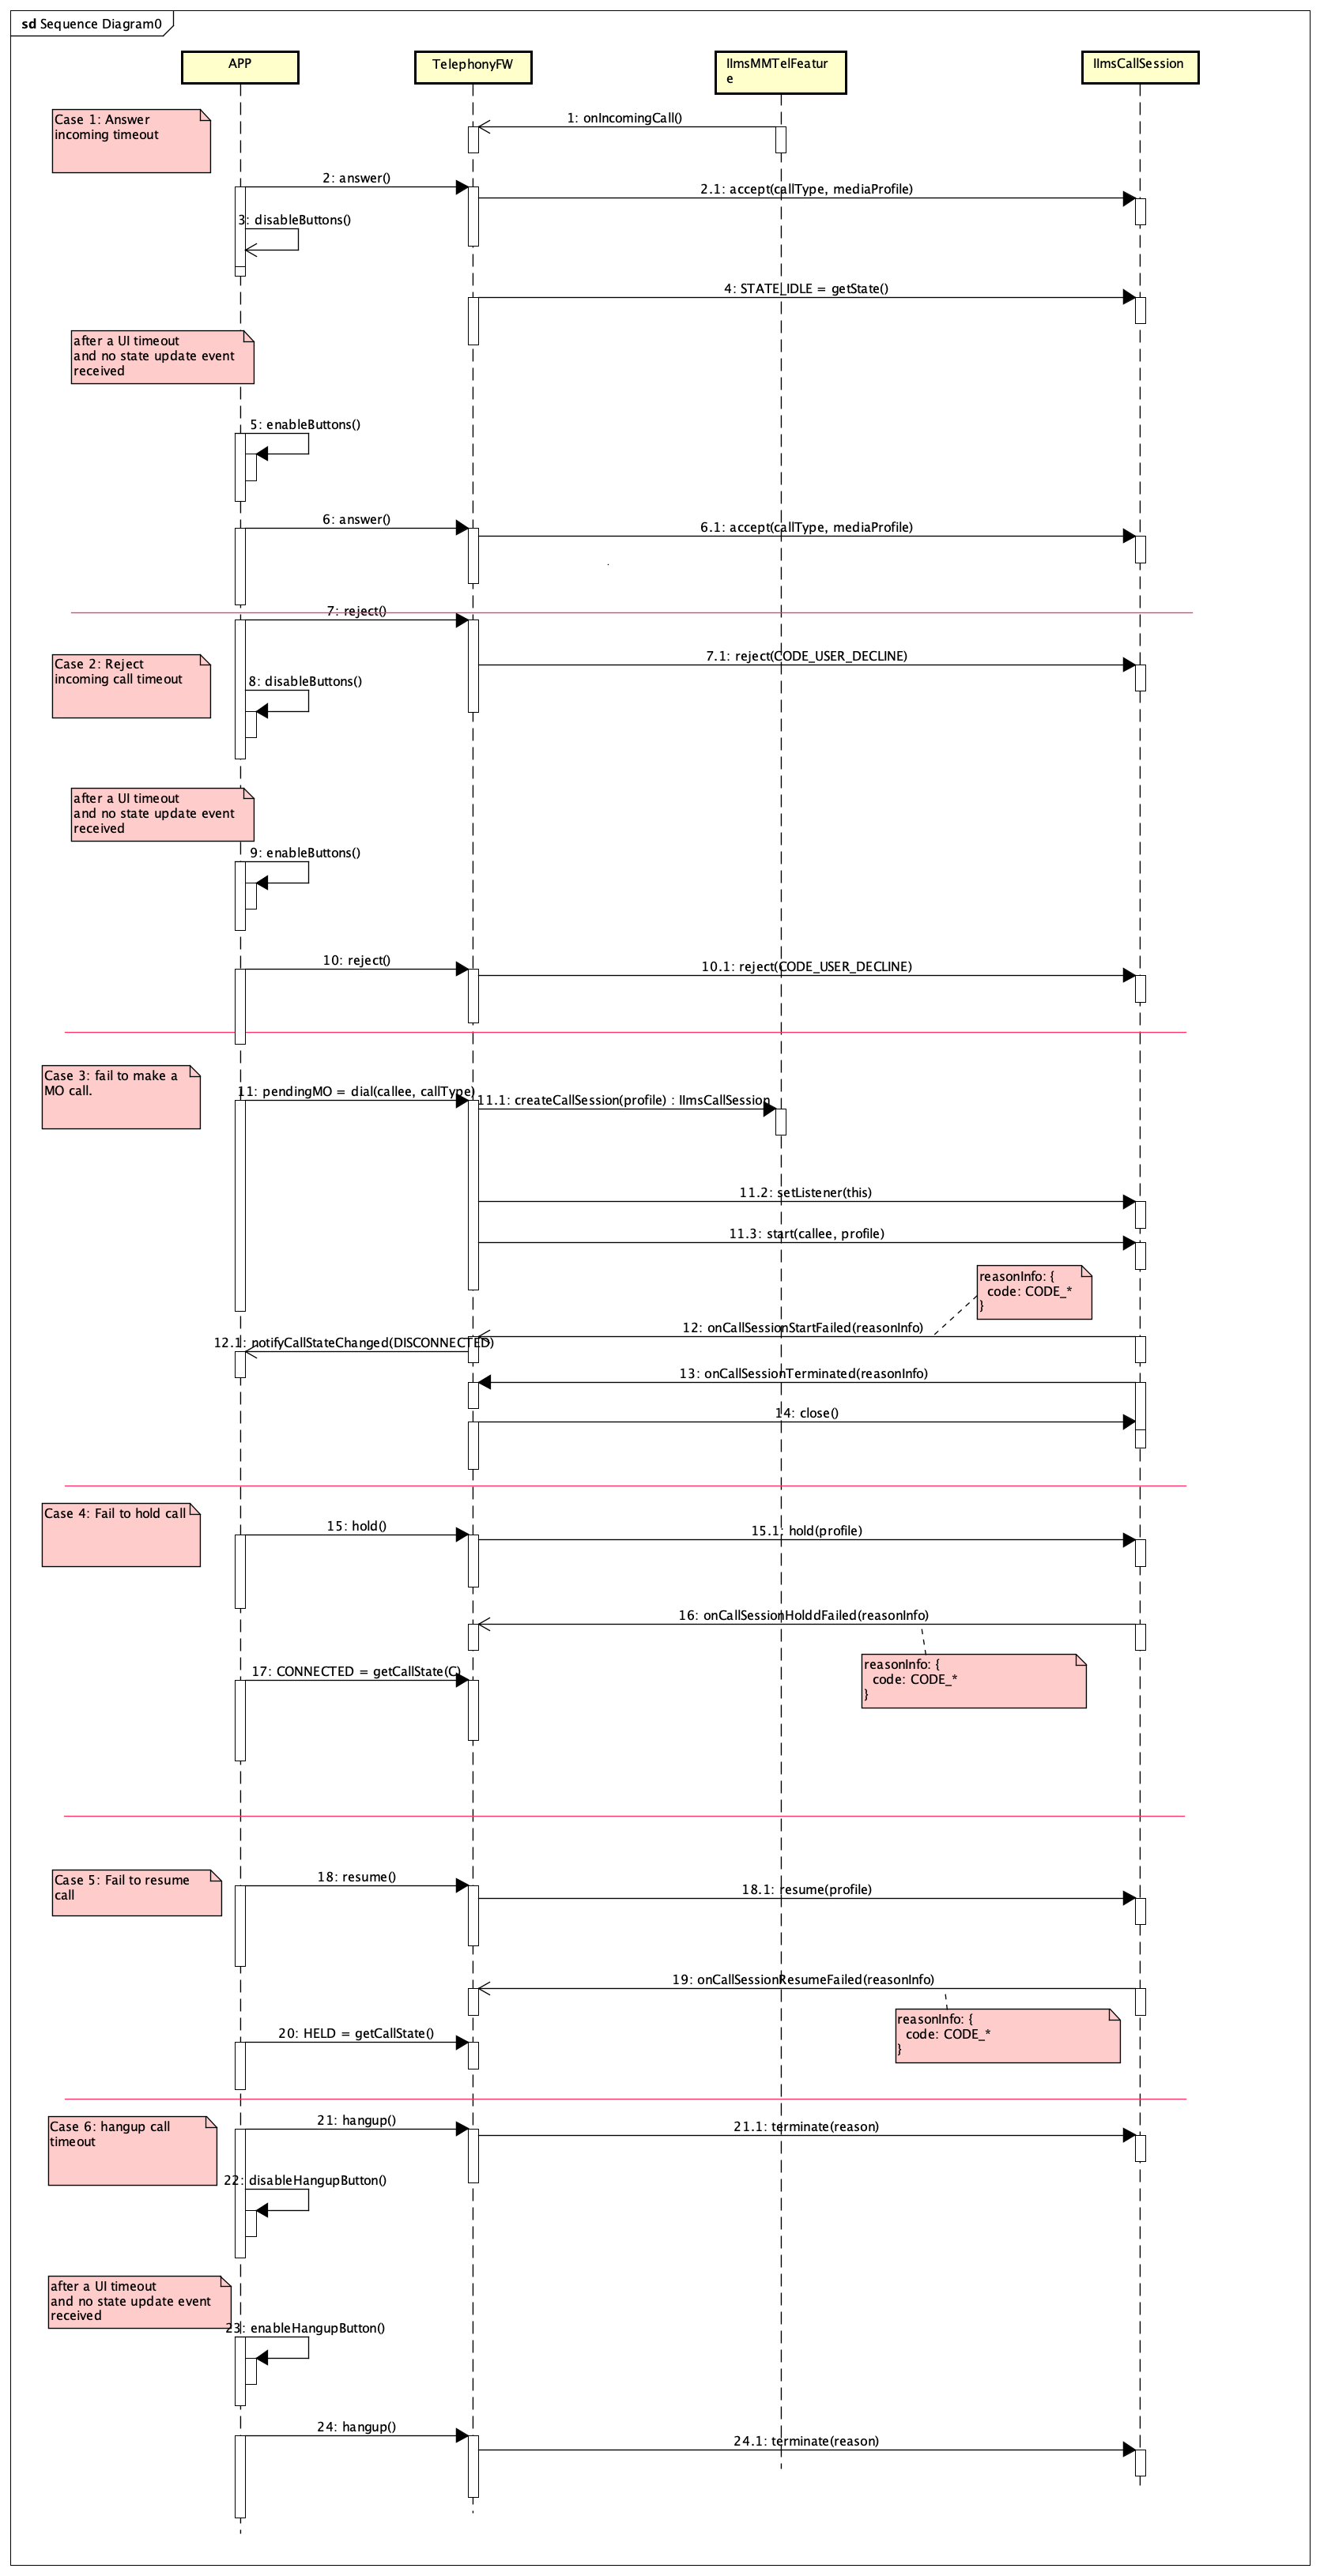 sd Sequence Diagram0
APP
TelephonyFW
IImsMMTelFeatur
e
IImsCallSession
Case 1: Answer
incoming timeout
1: onIncomingCall()
2: answer()
2.1: accept(callType, mediaProfile)
3: disableButtons()
4: STATE_IDLE = getState()
after a UI timeout
and no state update event
received
5: enableButtons()
6: answer()
6.1: accept(callType, mediaProfile)
7: reject()
Case 2: Reject
incoming call timeout
7.1: reject(CODE_USER_DECLINE)
8: disableButtons()
after a UI timeout
and no state update event
received
9: enableButtons()
10: reject()
10.1: reject(CODE_USER_DECLINE)
Case 3: fail to make a
MO call.
11: pendingMO = dial(callee, callType)
11.1: createCallSession(profile) : IImsCallSession
11.2: setListener(this)
11.3: start(callee, profile)
reasonInfo: {
code: CODE_*
}
12: onCallSessionStartFailed(reasonInfo)
12.1: notifyCallStateChanged(DISCONNECTED)
13: onCallSessionTerminated(reasonInfo)
14: close()
Case 4: Fail to hold call
15: hold()
15.1: hold(profile)
16: onCallSessionHolddFailed(reasonInfo)
reasonInfo: {
code: CODE_*
}
17: CONNECTED = getCallState(C)
Case 5: Fail to resume
call
18: resume()
18.1: resume(profile)
19: onCallSessionResumeFailed(reasonInfo)
reasonInfo: {
code: CODE_*
}
20: HELD = getCallState()
Case 6: hangup call
timeout
21: hangup()
21.1: terminate(reason)
22: disableHangupButton()
after a UI timeout
and no state update event
received
23: enableHangupButton()
24: hangup()
24.1: terminate(reason)